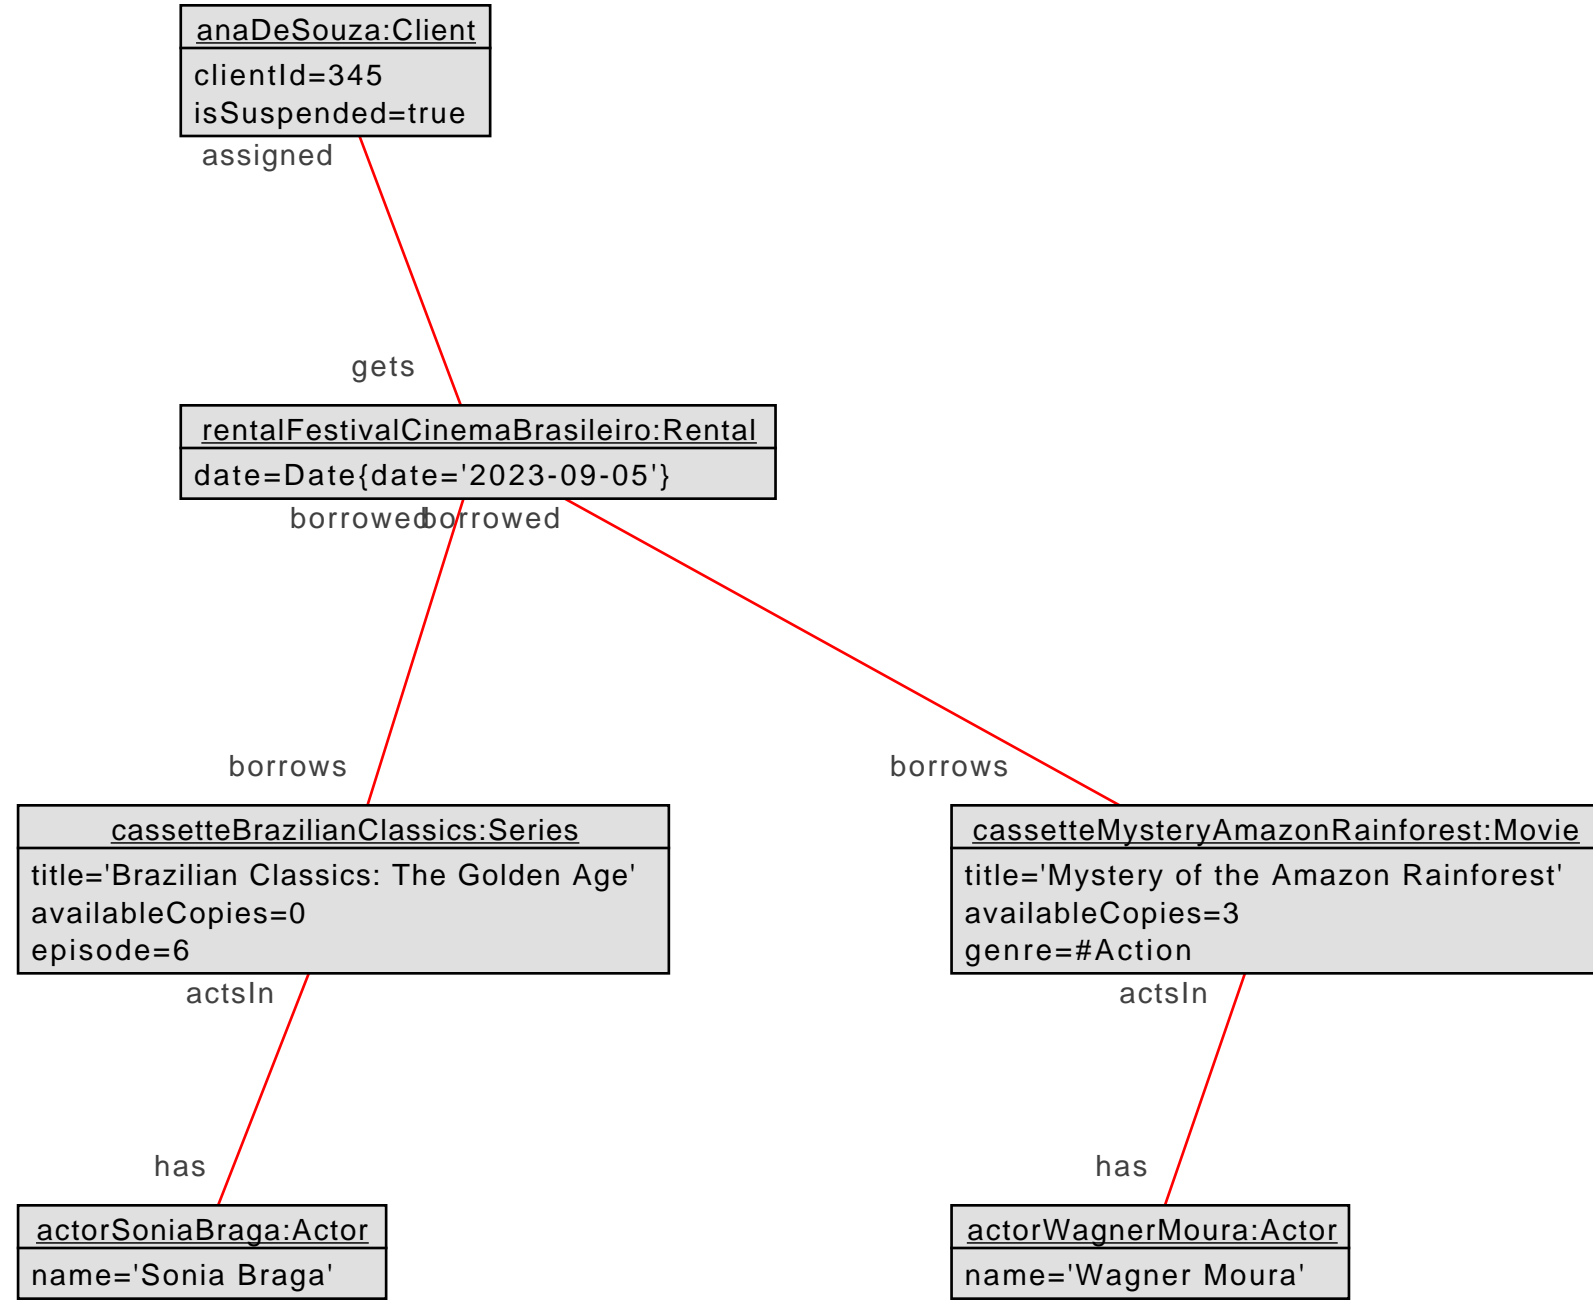 anaDeSouza:Client
clientId=345
isSuspended=true
assigned
gets
rentalFestivalCinemaBrasileiro:Rental
date=Date{date='2023-09-05'}
borrowed
borrowed
borrows
borrows
cassetteBrazilianClassics:Series
title='Brazilian Classics: The Golden Age'
availableCopies=0
episode=6
cassetteMysteryAmazonRainforest:Movie
title='Mystery of the Amazon Rainforest'
availableCopies=3
genre=#Action
actsIn
actsIn
has
has
actorSoniaBraga:Actor
name='Sonia Braga'
actorWagnerMoura:Actor
name='Wagner Moura'